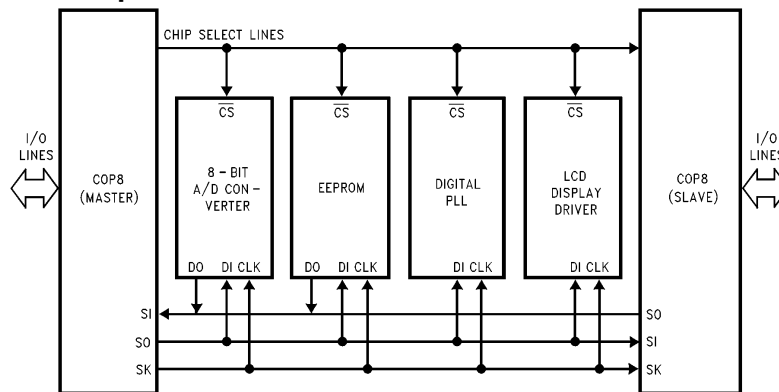 CHIP SELECT LINES
CS
CS
CS
CS
I/O
LINES
COP8
(MASTER)
8 - BIT
A/D CON -
VERTER
EEPROM
DIGITAL
PLL
LCD
DISPLAY
DRIVER
COP8
(SLAVE)
I/O
LINES
DO DI CLK
DO DI CLK
DI CLK
DI CLK
SI
SO
SO
SI
SK
SK